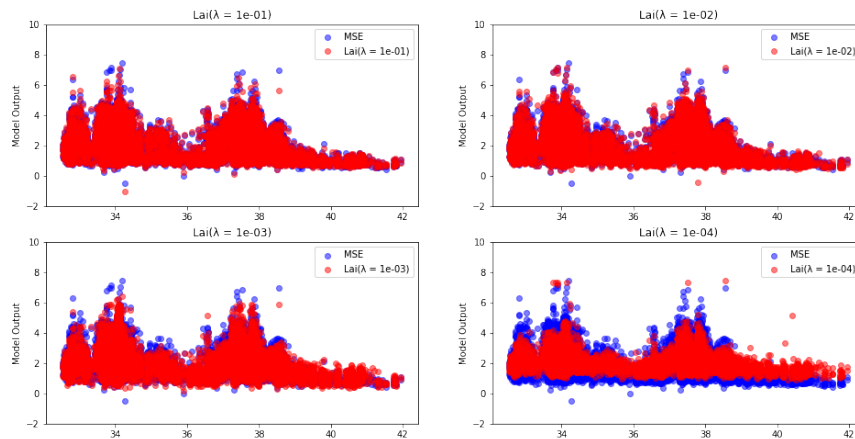 Lai(λ = 1e-01)
Model Output
10
8
6
4
2
0
−2
MSE
Lai(λ = 1e-01)
34 36 38 40 42
Lai(λ = 1e-02)
Model Output
10
8
6
4
2
0
−2
MSE
Lai(λ = 1e-02)
34 36 38 40 42
Lai(λ = 1e-03)
Model Output
10
8
6
4
2
0
−2
MSE
Lai(λ = 1e-03)
34 36 38 40 42
Lai(λ = 1e-04)
Model Output
10
8
6
4
2
0
−2
MSE
Lai(λ = 1e-04)
34 36 38 40 42